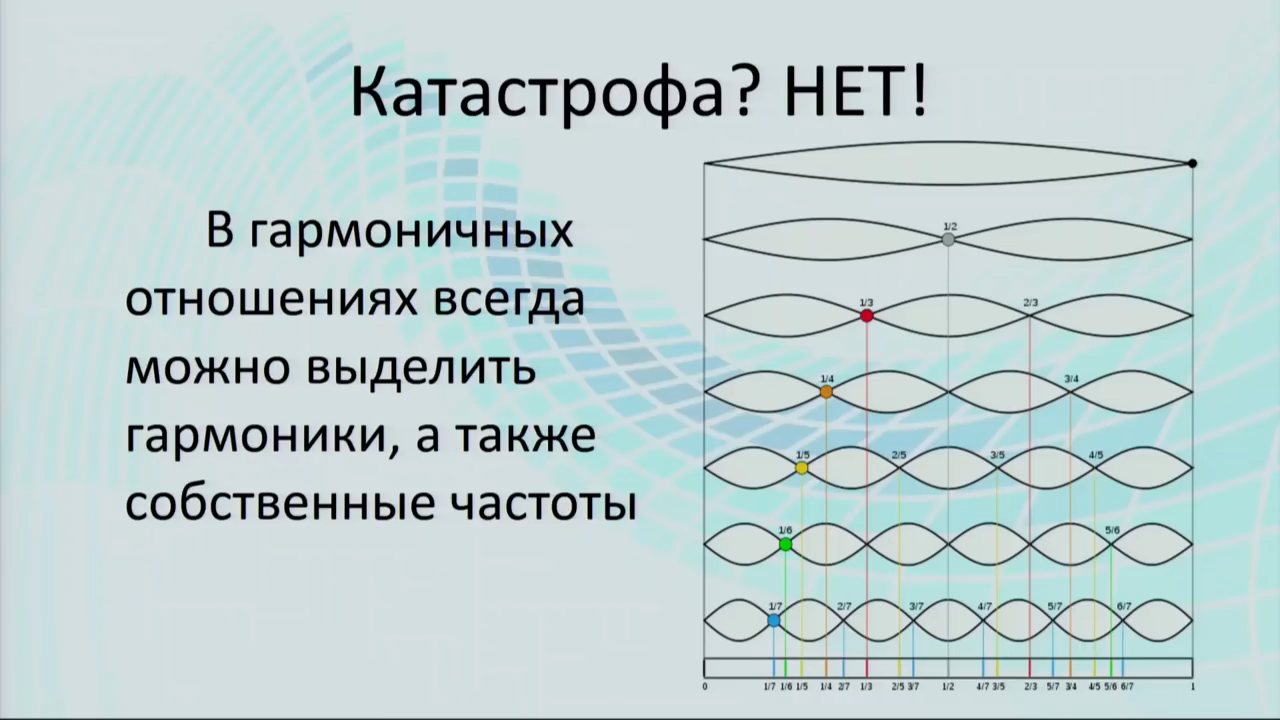 Катастрофа? НЕТ!
В гармоничных
отношениях всегда
можно выделить
гармоники, а также
собственные частоты
1/2
1/3 2/3
1/4 3/4
1/5 2/5 3/5 4/5
1/6 5/6
1/7 2/7 3/7 4/7 5/7 6/7
0 1/7 1/6 1/5 1/4 2/7 1/3 2/5 3/7 1/2 4/7 3/5 2/3 5/7 3/4 4/5 5/6 6/7 1